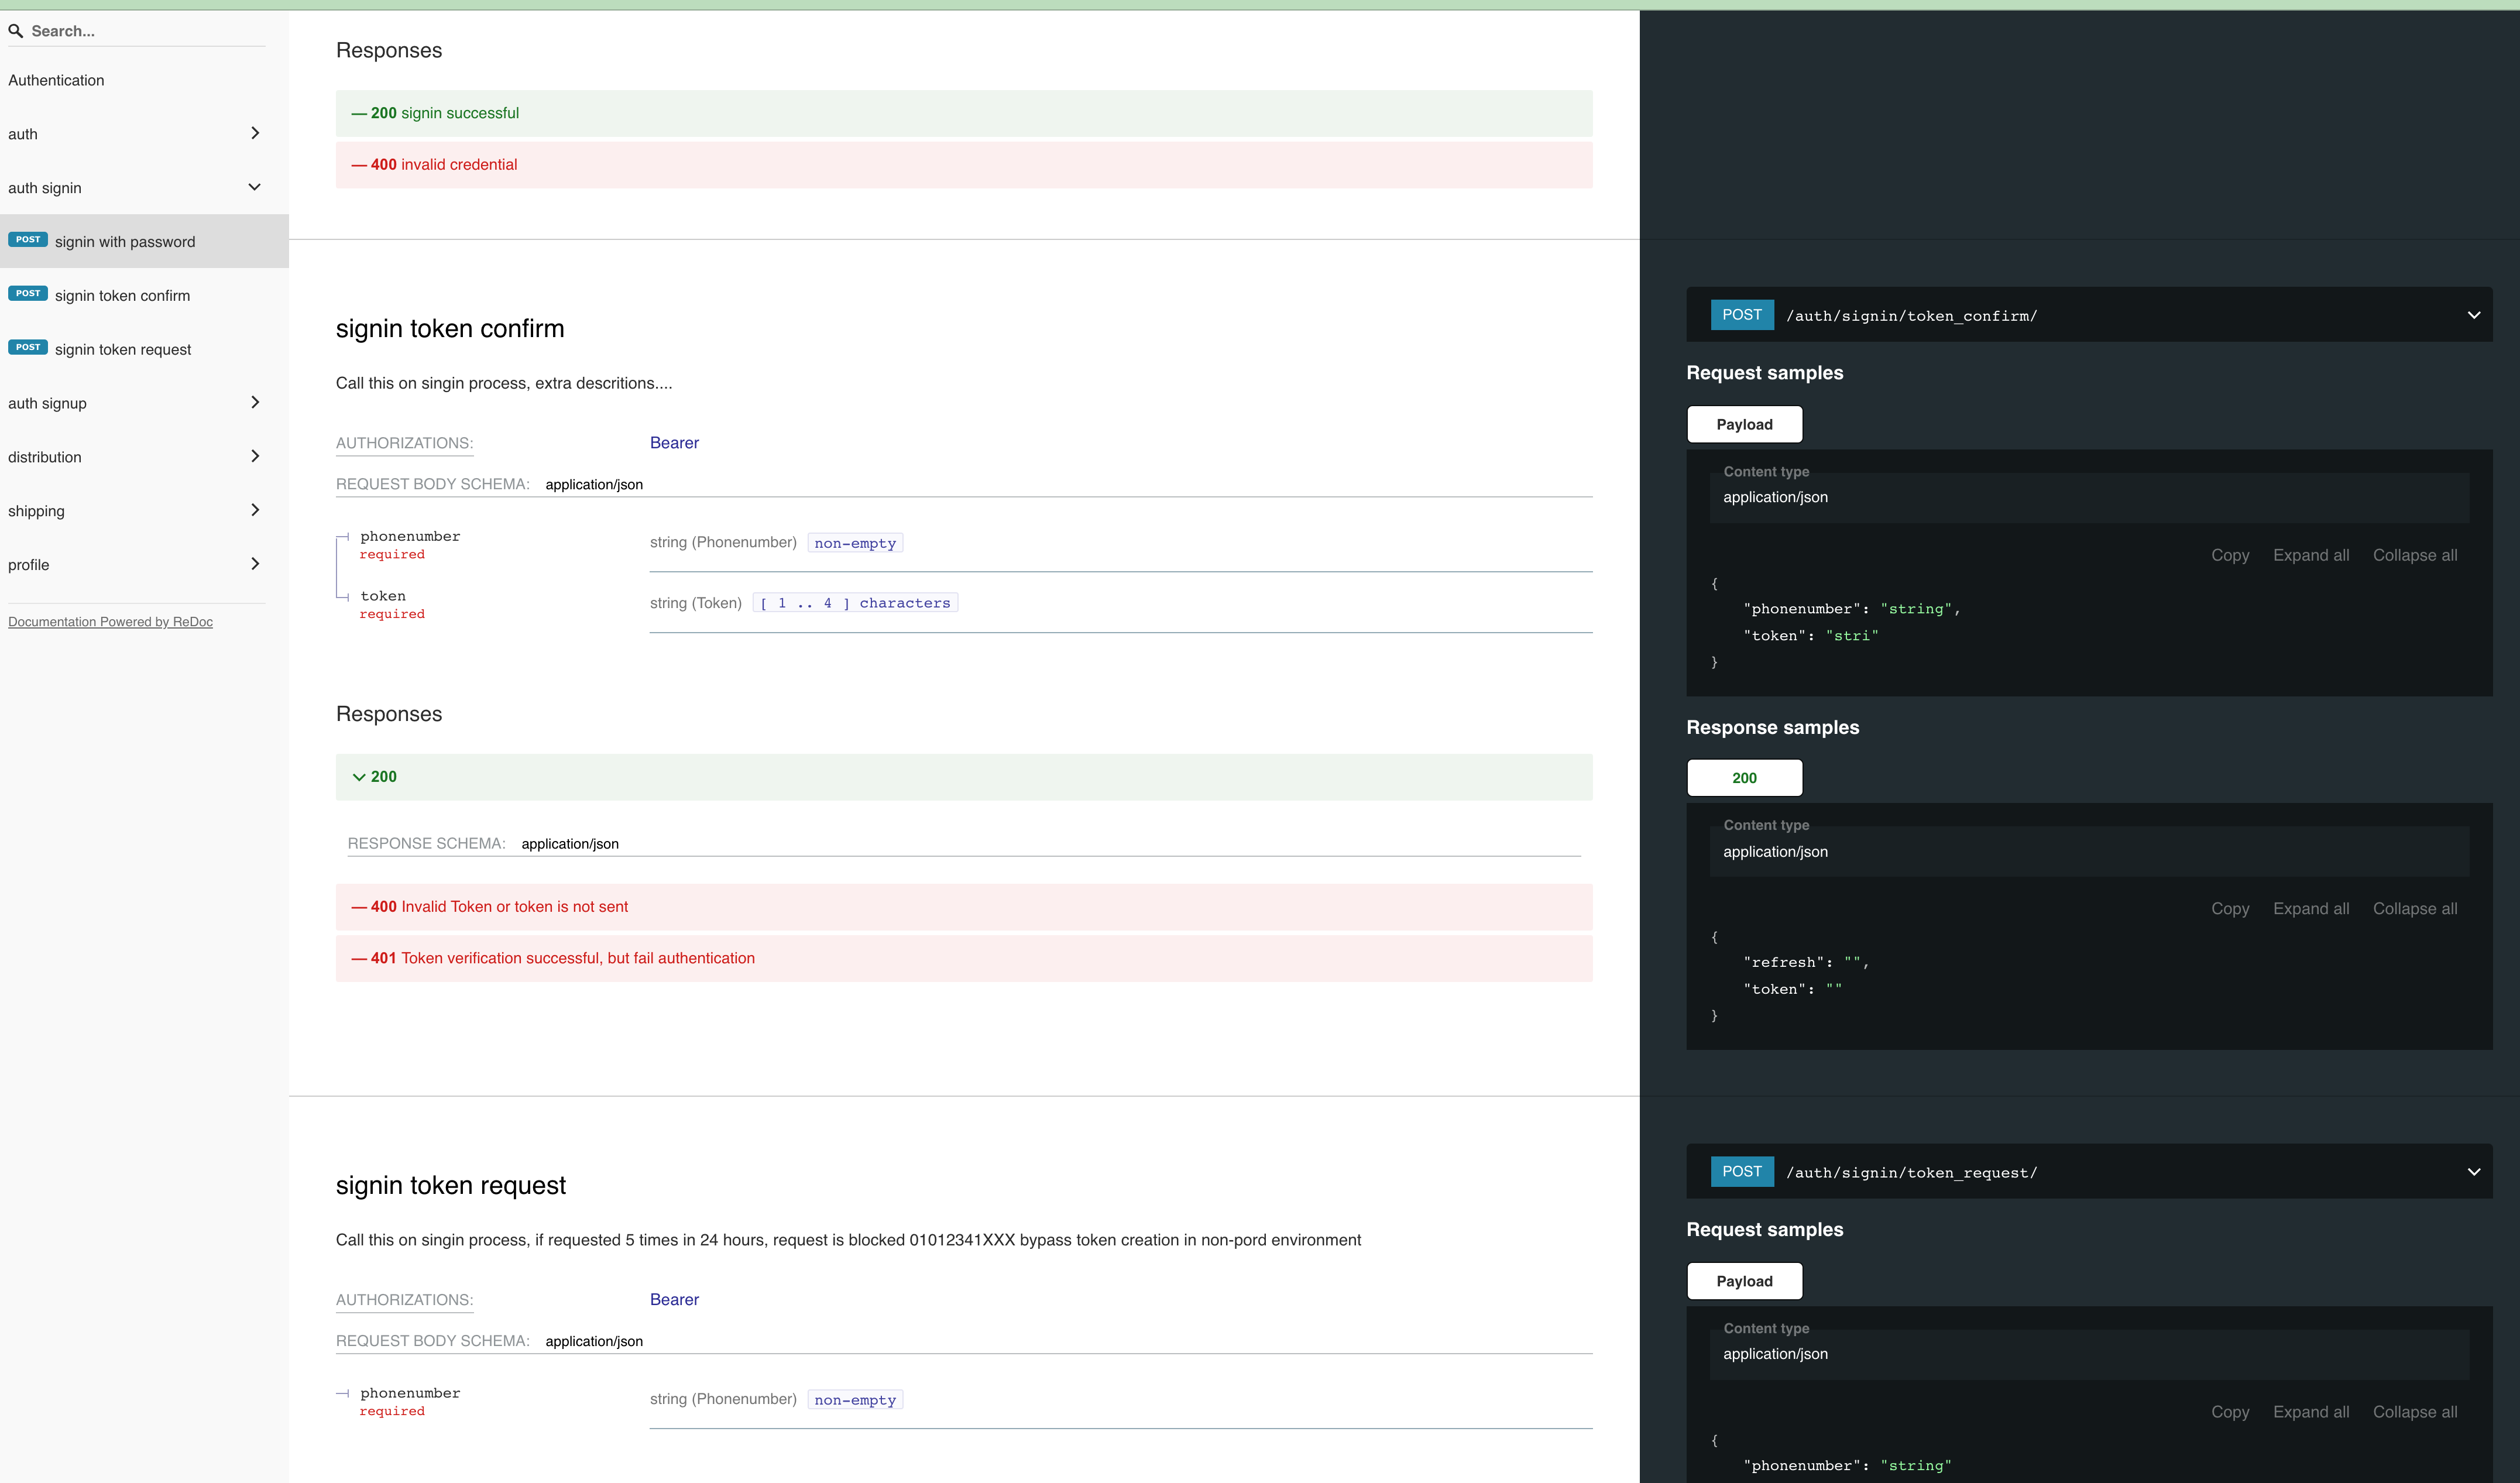 Search...
Authentication
auth
auth signin
POST signin with password
POST signin token confirm
POST signin token request
auth signup
distribution
shipping
profile
Documentation Powered by ReDoc
Responses
— 200 signin successful
— 400 invalid credential
signin token confirm
Call this on singin process, extra descritions....
AUTHORIZATIONS: Bearer
REQUEST BODY SCHEMA: application/json
phonenumber
required
string (Phonenumber) non-empty
token
required
string (Token) [ 1 .. 4 ] characters
Responses
200
RESPONSE SCHEMA: application/json
— 400 Invalid Token or token is not sent
— 401 Token verification successful, but fail authentication
POST /auth/signin/token_confirm/
Request samples
Payload
Content type
application/json
Copy Expand all Collapse all
{
"phonenumber": "string",
"token": "stri"
}
Response samples
200
Content type
application/json
Copy Expand all Collapse all
{
"refresh": "",
"token": ""
}
signin token request
Call this on singin process, if requested 5 times in 24 hours, request is blocked 01012341XXX bypass token creation in non-pord environment
AUTHORIZATIONS: Bearer
REQUEST BODY SCHEMA: application/json
phonenumber
required
string (Phonenumber) non-empty
POST /auth/signin/token_request/
Request samples
Payload
Content type
application/json
Copy Expand all Collapse all
{
"phonenumber": "string"